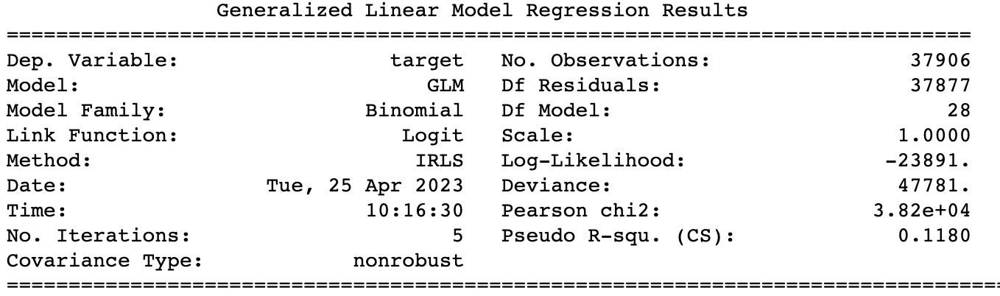 Generalized Linear Model Regression Results
==============================================================================
Dep. Variable: target No. Observations: 37906
Model: GLM Df Residuals: 37877
Model Family: Binomial Df Model: 28
Link Function: Logit Scale: 1.0000
Method: IRLS Log-Likelihood: -23891.
Date: Tue, 25 Apr 2023 Deviance: 47781.
Time: 10:16:30 Pearson chi2: 3.82e+04
No. Iterations: 5 Pseudo R-squ. (CS): 0.1180
Covariance Type: nonrobust
=================================================================================